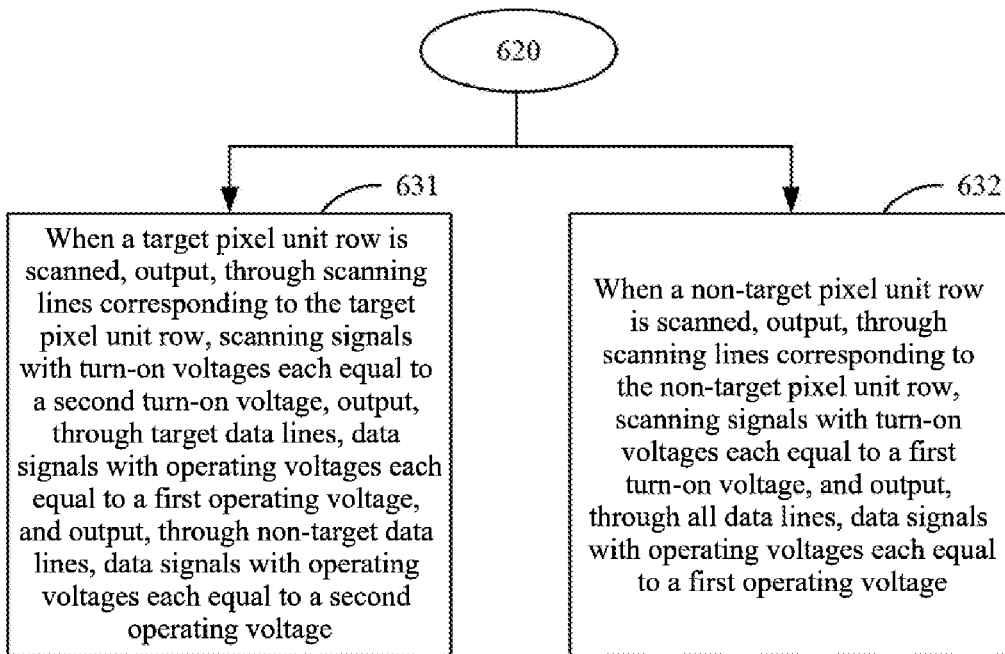 620
631
When a target pixel unit row is
scanned, output, through scanning
lines corresponding to the target
pixel unit row, scanning signals
with turn-on voltages each equal to
a second turn-on voltage, output,
through target data lines, data
signals with operating voltages each
equal to a first operating voltage,
and output, through non-target data
lines, data signals with operating
voltages each equal to a second
operating voltage
632
When a non-target pixel unit row
is scanned, output, through
scanning lines corresponding to
the non-target pixel unit row,
scanning signals with turn-on
voltages each equal to a first
turn-on voltage, and output,
through all data lines, data signals
with operating voltages each equal
to a first operating voltage